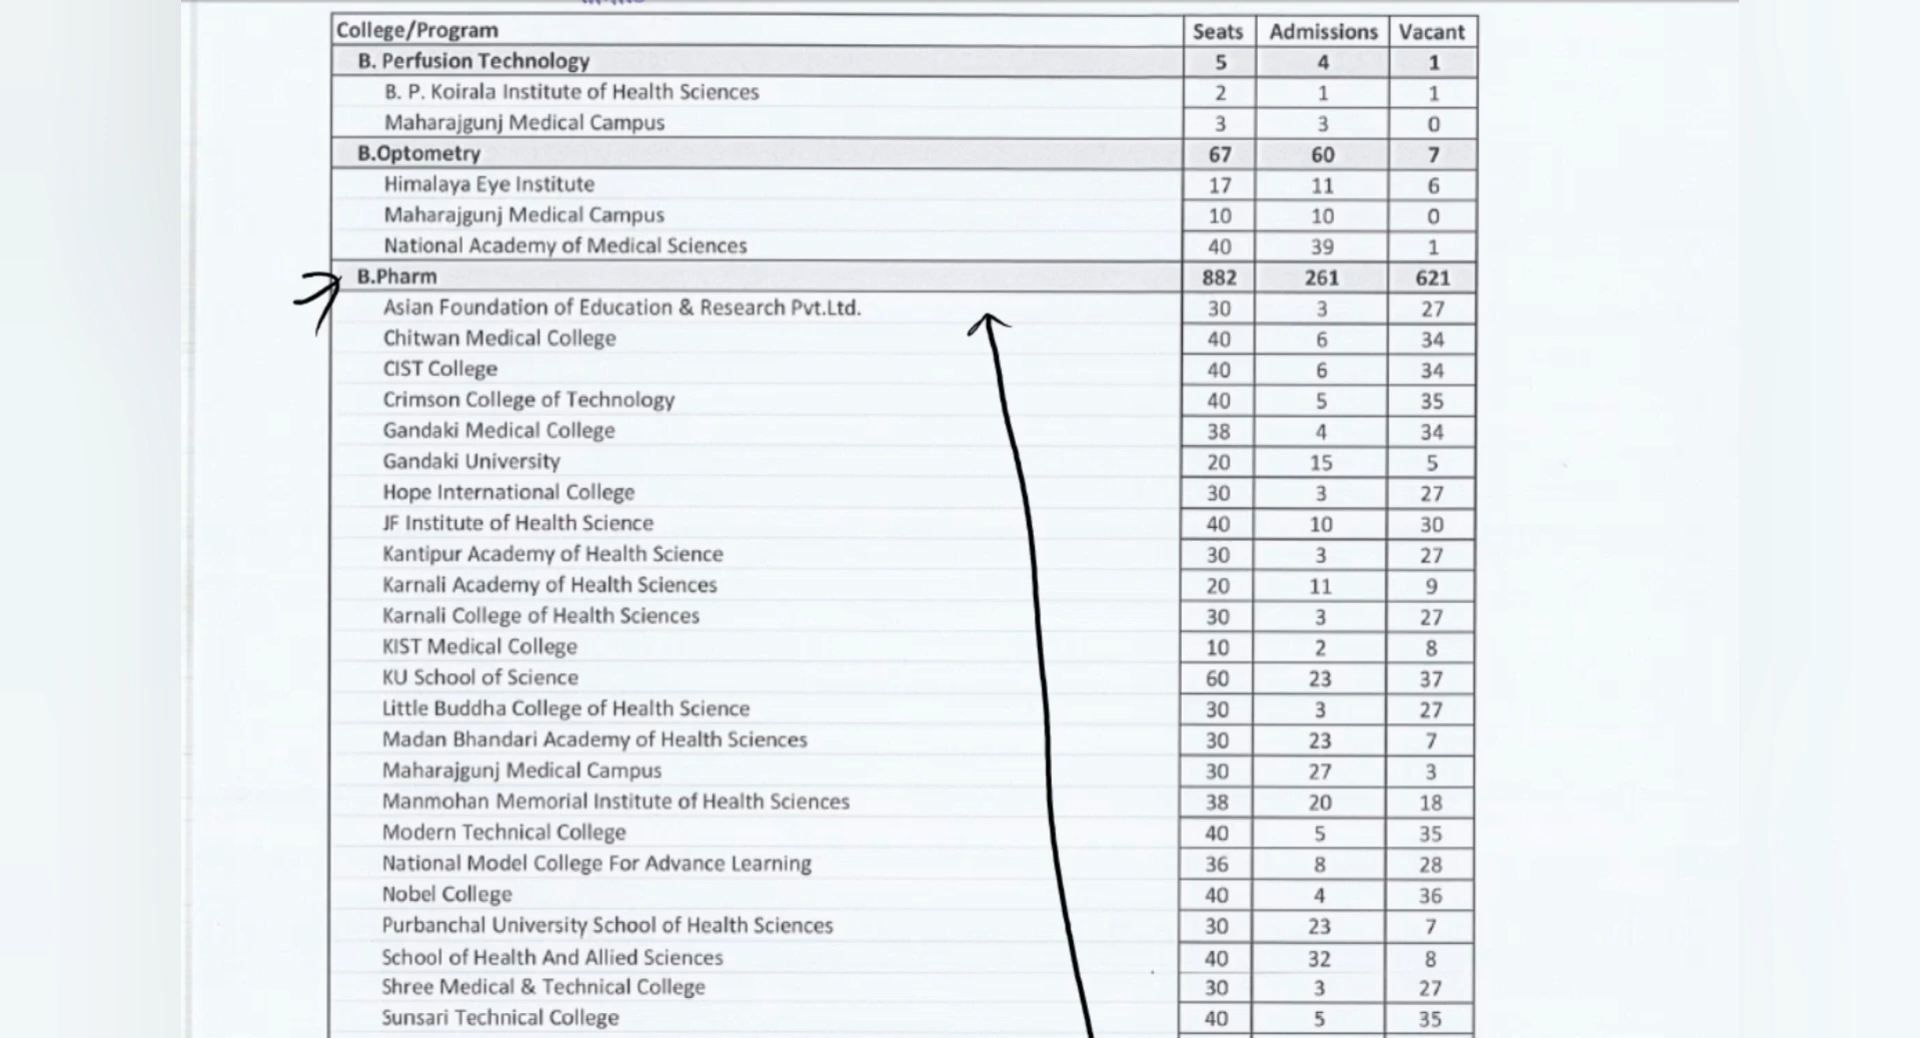 College/Program Seats Admissions Vacant
B. Perfusion Technology 5 4 1
B. P. Koirala Institute of Health Sciences 2 1 1
Maharajgunj Medical Campus 3 3 0
B.Optometry 67 60 7
Himalaya Eye Institute 17 11 6
Maharajgunj Medical Campus 10 10 0
National Academy of Medical Sciences 40 39 1
B.Pharm 882 261 621
Asian Foundation of Education & Research Pvt.Ltd. 30 3 27
Chitwan Medical College 40 6 34
CIST College 40 6 34
Crimson College of Technology 40 5 35
Gandaki Medical College 38 4 34
Gandaki University 20 15 5
Hope International College 30 3 27
JF Institute of Health Science 40 10 30
Kantipur Academy of Health Science 30 3 27
Karnali Academy of Health Sciences 20 11 9
Karnali College of Health Sciences 30 3 27
KIST Medical College 10 2 8
KU School of Science 60 23 37
Little Buddha College of Health Science 30 3 27
Madan Bhandari Academy of Health Sciences 30 23 7
Maharajgunj Medical Campus 30 27 3
Manmohan Memorial Institute of Health Sciences 38 20 18
Modern Technical College 40 5 35
National Model College For Advance Learning 36 8 28
Nobel College 40 4 36
Purbanchal University School of Health Sciences 30 23 7
School of Health And Allied Sciences 40 32 8
Shree Medical & Technical College 30 3 27
Sunsari Technical College 40 5 35